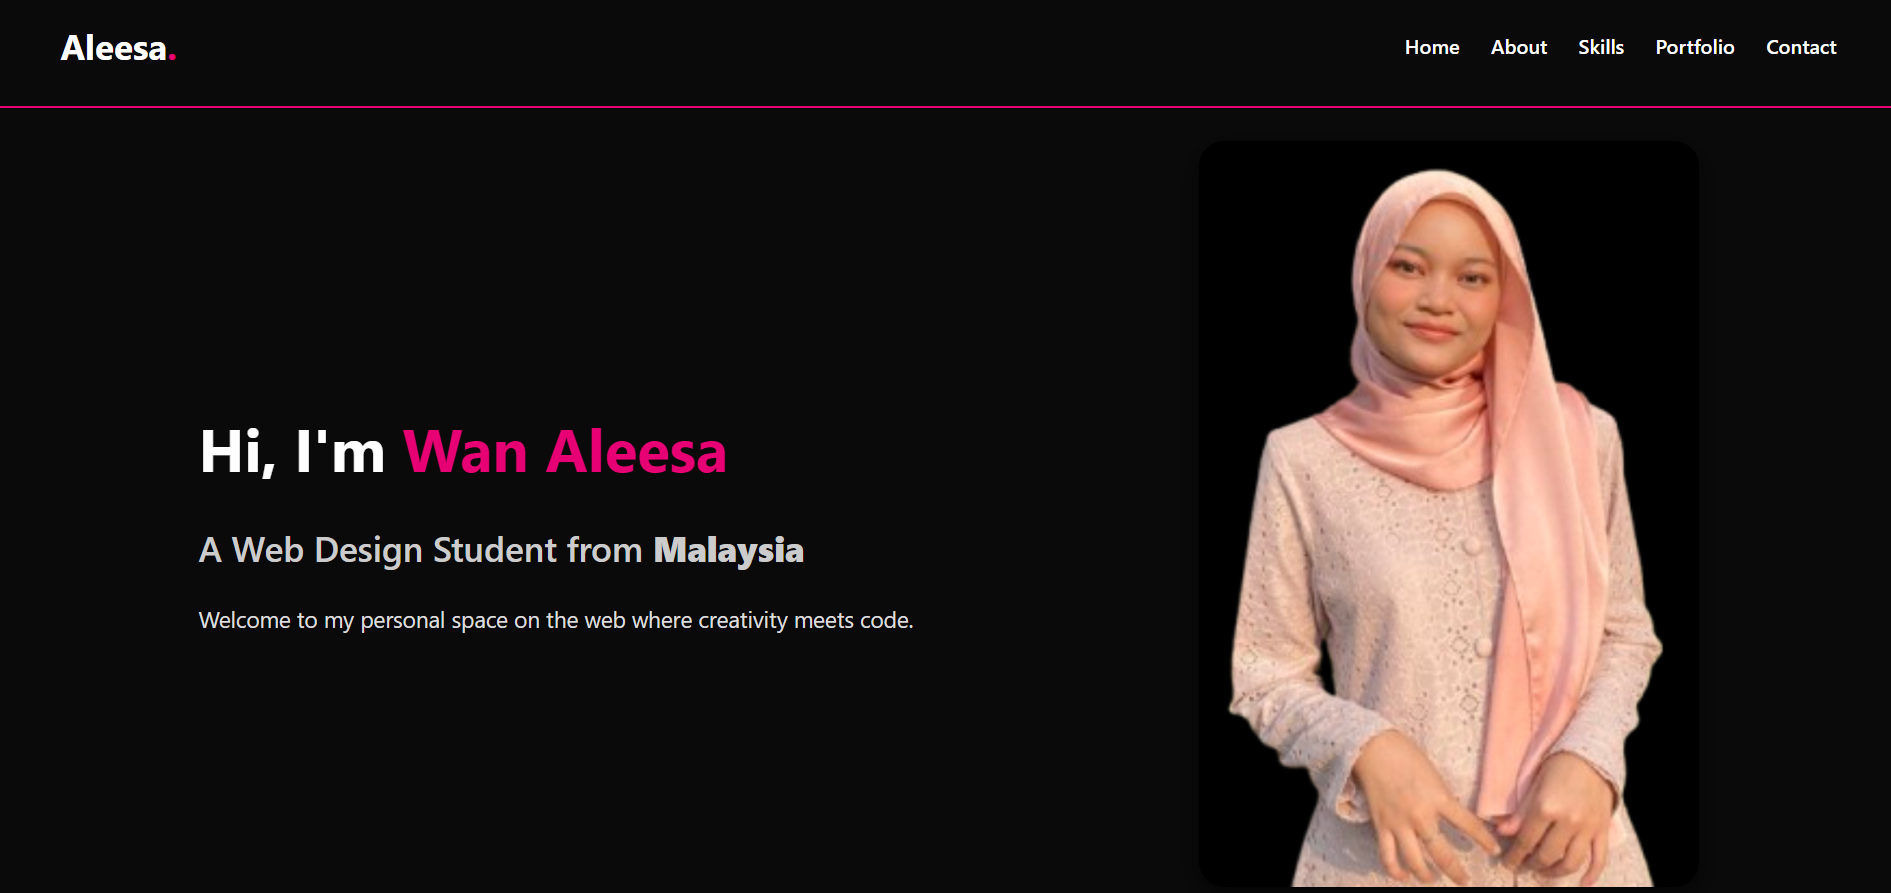 Aleesa.
Home About Skills Portfolio Contact
Hi, I'm Wan Aleesa
A Web Design Student from Malaysia
Welcome to my personal space on the web where creativity meets code.